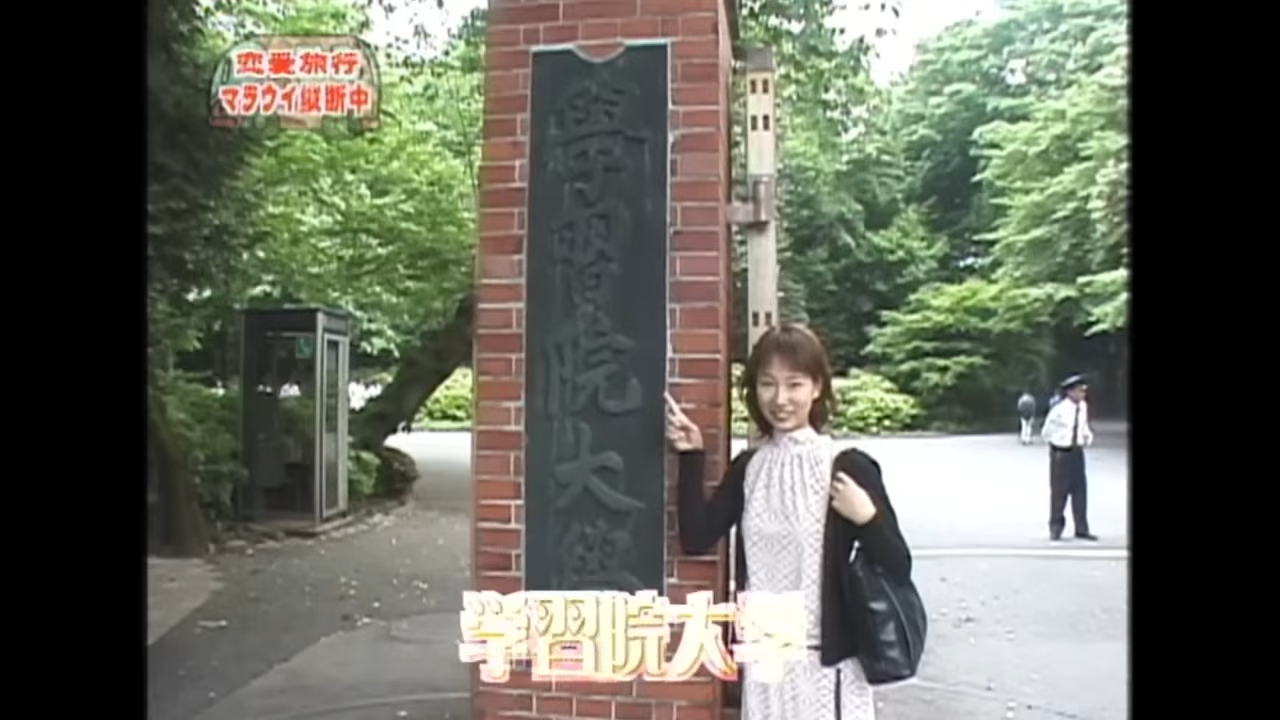 恋愛旅行
マラウイ縦断中
學習院大學
学習院大学